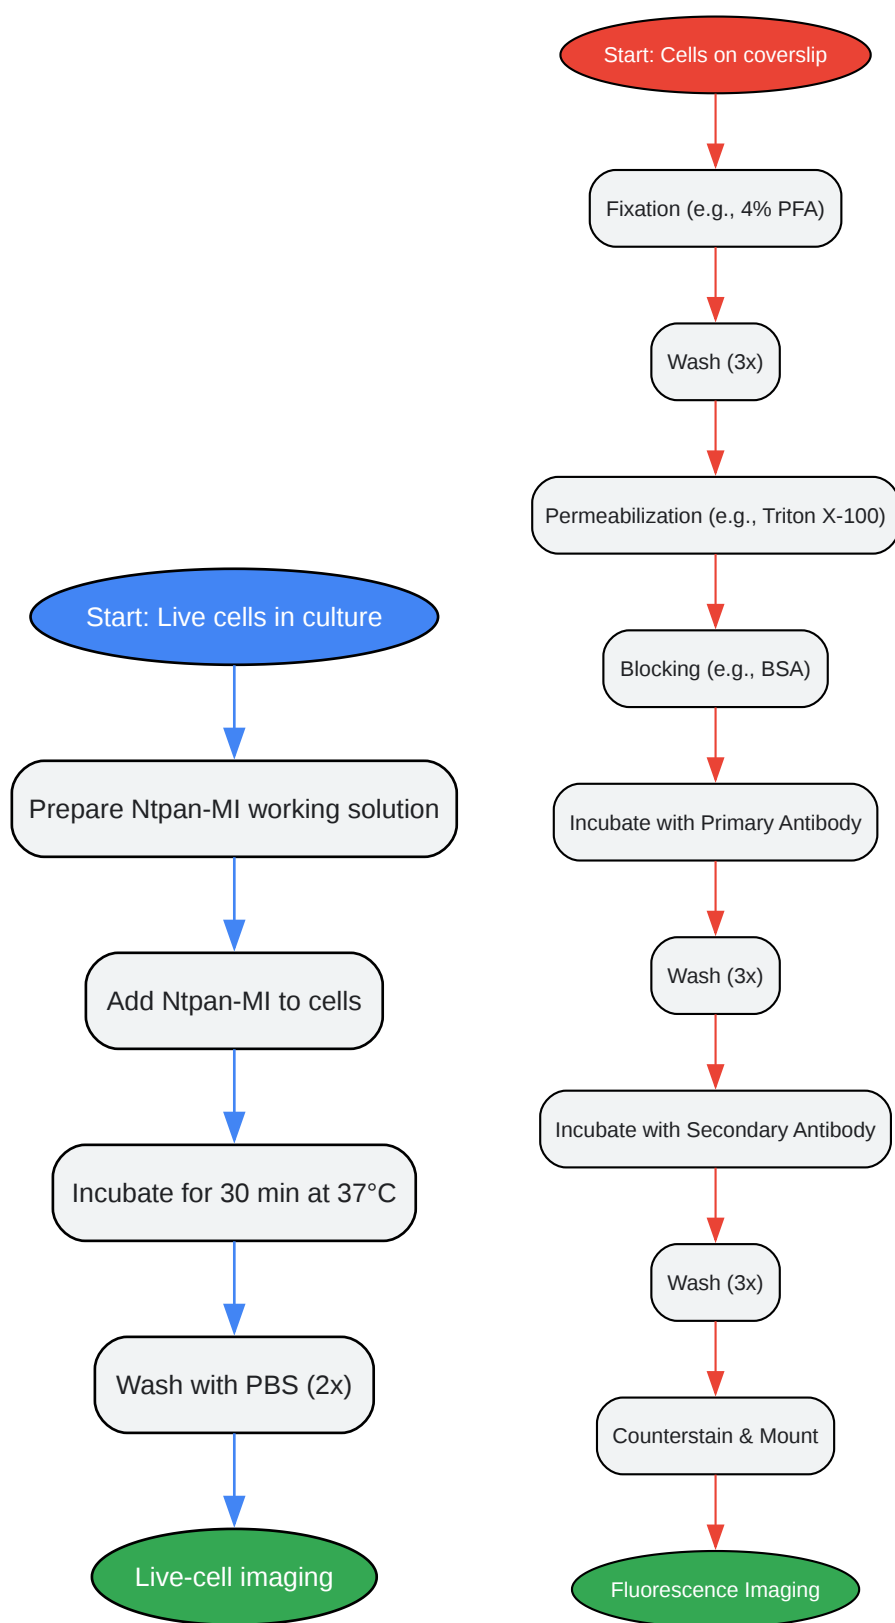 Start: Live cells in culture
Prepare Ntpan-MI working solution
Add Ntpan-MI to cells
Incubate for 30 min at 37°C
Wash with PBS (2x)
Live-cell imaging
Start: Cells on coverslip
Fixation (e.g., 4% PFA)
Wash (3x)
Permeabilization (e.g., Triton X-100)
Blocking (e.g., BSA)
Incubate with Primary Antibody
Wash (3x)
Incubate with Secondary Antibody
Wash (3x)
Counterstain & Mount
Fluorescence Imaging